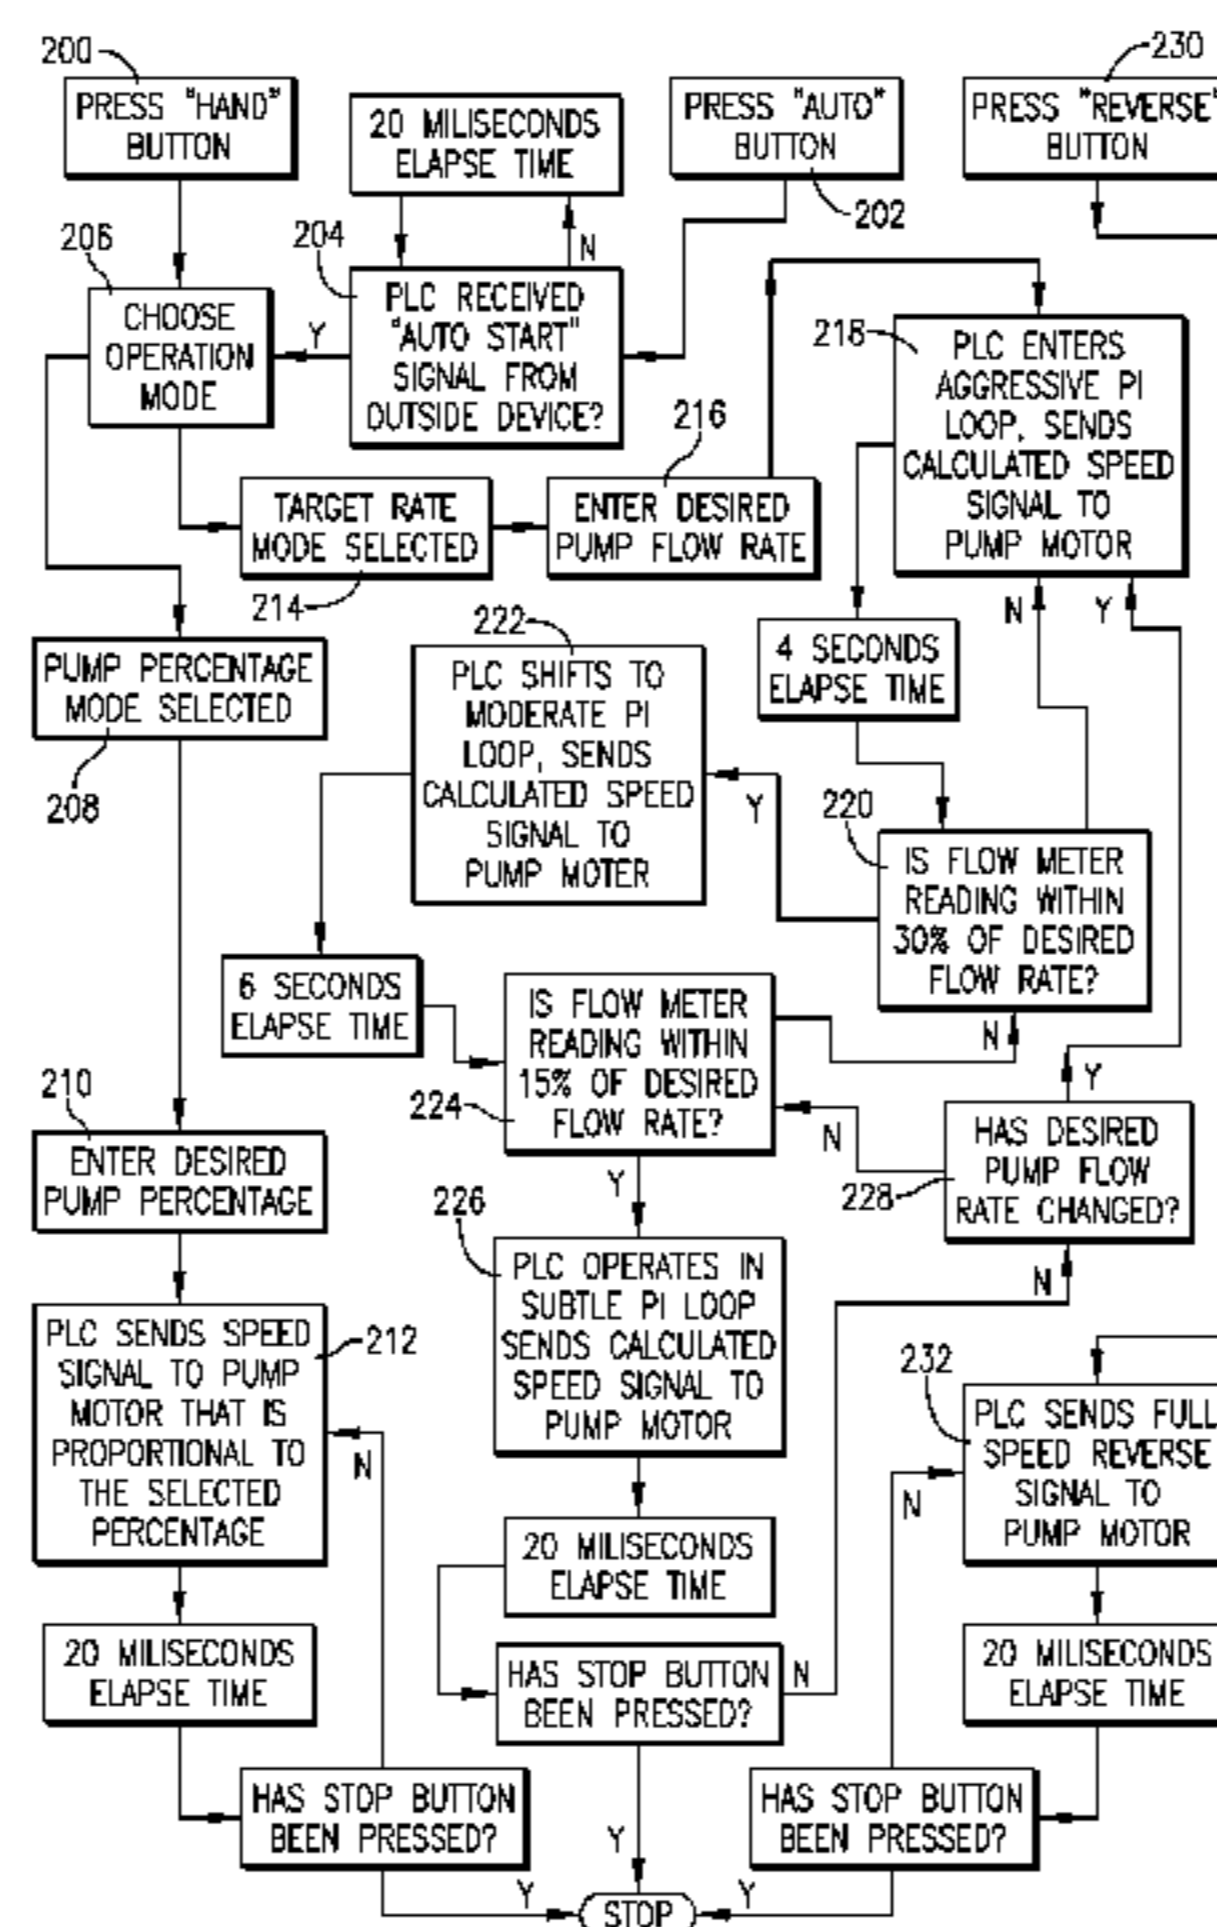 200
PRESS "HAND"
BUTTON
20 MILISECONDS
ELAPSE TIME
PRESS "AUTO"
BUTTON
202
230
PRESS "REVERSE"
BUTTON
206
CHOOSE
OPERATION
MODE
204
N
PLC RECEIVED
"AUTO START"
SIGNAL FROM
OUTSIDE DEVICE?
Y
218
PLC ENTERS
AGGRESSIVE PI
LOOP, SENDS
CALCULATED SPEED
SIGNAL TO
PUMP MOTOR
216
TARGET RATE
MODE SELECTED
214
ENTER DESIRED
PUMP FLOW RATE
N
Y
4 SECONDS
ELAPSE TIME
222
PLC SHIFTS TO
MODERATE PI
LOOP, SENDS
CALCULATED SPEED
SIGNAL TO
PUMP MOTER
PUMP PERCENTAGE
MODE SELECTED
208
Y
220
IS FLOW METER
READING WITHIN
30% OF DESIRED
FLOW RATE?
N
6 SECONDS
ELAPSE TIME
IS FLOW METER
READING WITHIN
15% OF DESIRED
FLOW RATE?
224
N
Y
Y
HAS DESIRED
PUMP FLOW
RATE CHANGED?
228
N
210
ENTER DESIRED
PUMP PERCENTAGE
226
PLC OPERATES IN
SUBTLE PI LOOP
SENDS CALCULATED
SPEED SIGNAL TO
PUMP MOTOR
PLC SENDS SPEED
SIGNAL TO PUMP
MOTOR THAT IS
PROPORTIONAL TO
THE SELECTED
PERCENTAGE
212
N
232
PLC SENDS FULL
SPEED REVERSE
SIGNAL TO
PUMP MOTOR
N
20 MILISECONDS
ELAPSE TIME
20 MILISECONDS
ELAPSE TIME
20 MILISECONDS
ELAPSE TIME
HAS STOP BUTTON
BEEN PRESSED?
N
Y
HAS STOP BUTTON
BEEN PRESSED?
Y
HAS STOP BUTTON
BEEN PRESSED?
Y
STOP